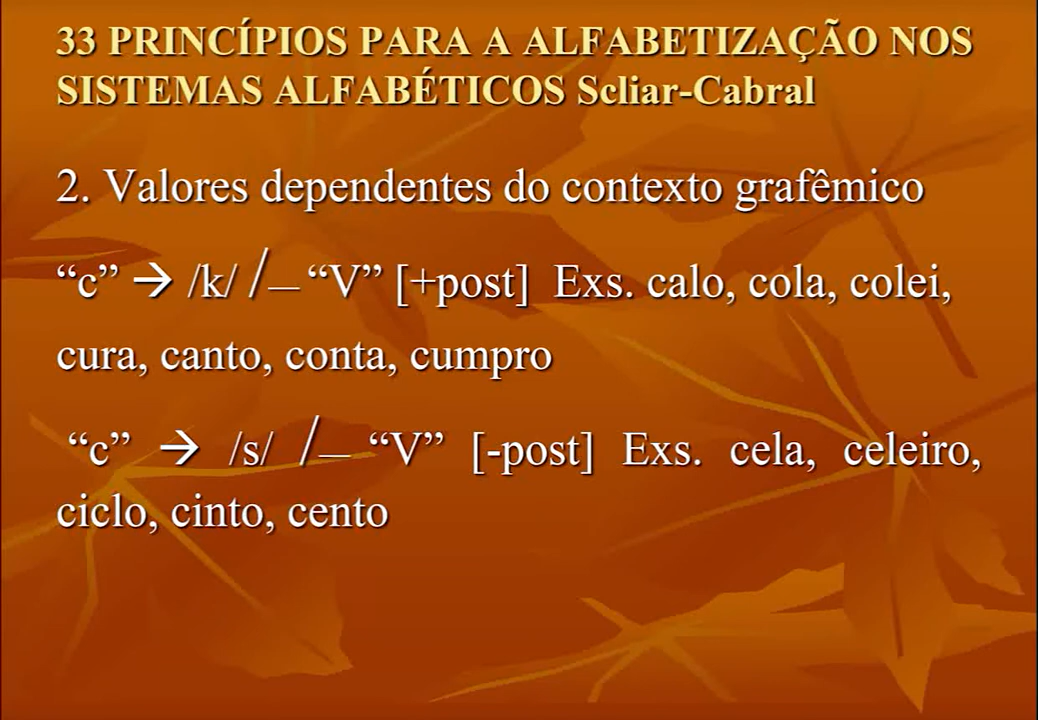 33 PRINCÍPIOS PARA A ALFABETIZAÇÃO NOS
SISTEMAS ALFABÉTICOS Scliar-Cabral
2. Valores dependentes do contexto grafêmico
“c” → /k/ /— “V” [+post] Exs. calo, cola, colei,
cura, canto, conta, cumpro
“c” → /s/ /— “V” [-post] Exs. cela, celeiro,
ciclo, cinto, cento